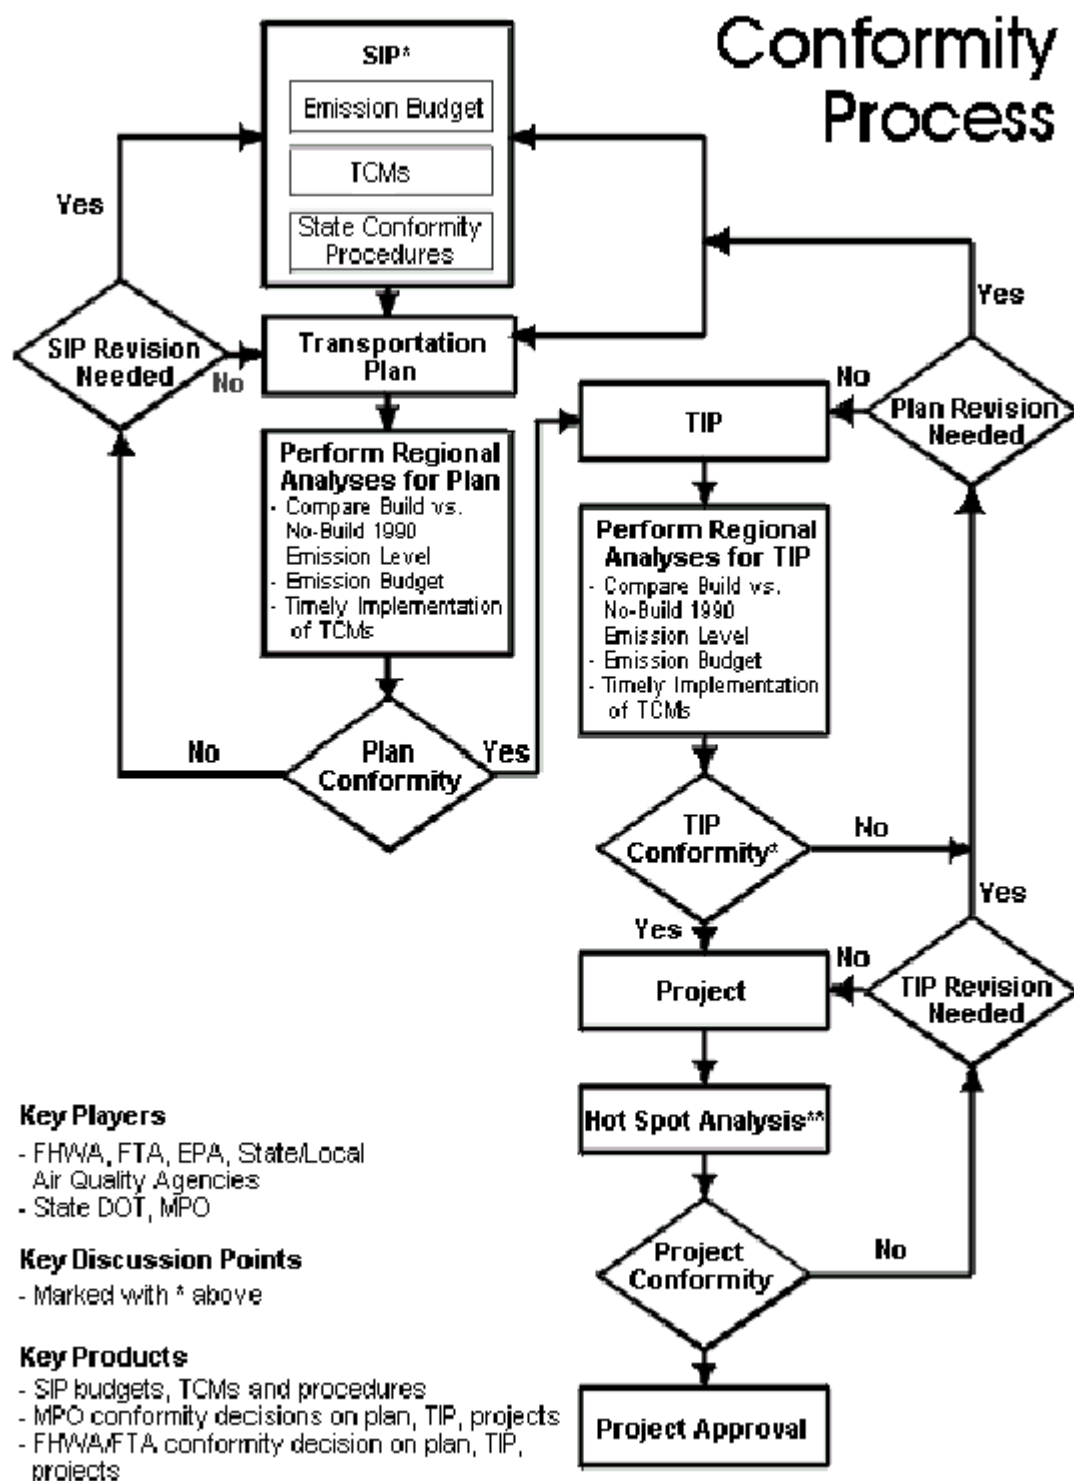 Conformity
Process
SIP*
Emission Budget
TCMs
State Conformity
Procedures
Yes
SIP Revision
Needed
No
Transportation
Plan
Perform Regional
Analyses for Plan
- Compare Build vs.
No-Build 1990
Emission Level
- Emission Budget
- Timely Implementation
of TCMs
No
Plan
Conformity
Yes
Yes
Plan Revision
Needed
No
TIP
Perform Regional
Analyses for TIP
- Compare Build vs.
No-Build 1990
Emission Level
- Emission Budget
- Timely Implementation
of TCMs
TIP
Conformity*
No
Yes
Yes
Project
No
TIP Revision
Needed
Hot Spot Analysis**
Project
Conformity
No
Project Approval
Key Players
- FHWA, FTA, EPA, State/Local
Air Quality Agencies
- State DOT, MPO
Key Discussion Points
- Marked with * above
Key Products
- SIP budgets, TCMs and procedures
- MPO conformity decisions on plan, TIP, projects
- FHWA/FTA conformity decision on plan, TIP,
projects